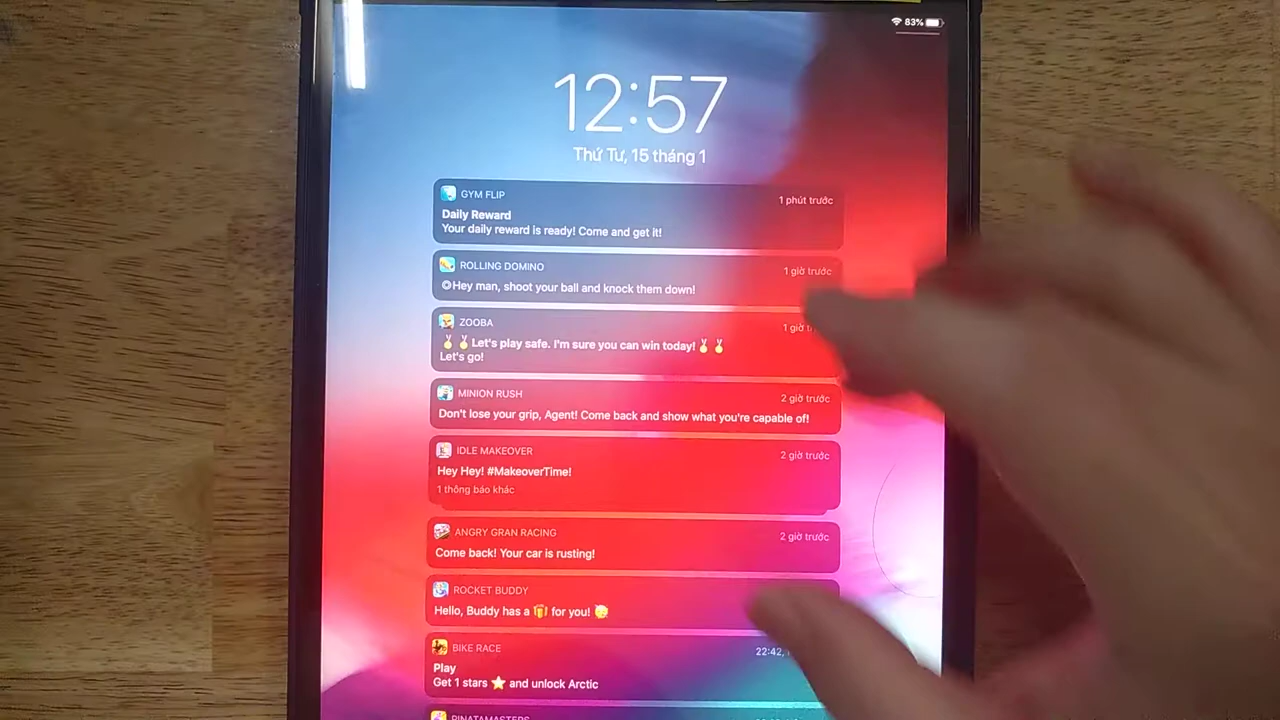 83%
12:57
Thứ Tư, 15 tháng 1
GYM FLIP
1 phút trước
Daily Reward
Your daily reward is ready! Come and get it!
ROLLING DOMINO
1 giờ trước
Hey man, shoot your ball and knock them down!
ZOOBA
1 giờ
🏅🏅Let's play safe. I'm sure you can win today!🏅🏅
Let's go!
MINION RUSH
2 giờ trước
Don't lose your grip, Agent! Come back and show what you're capable of!
IDLE MAKEOVER
2 giờ trước
Hey Hey! #MakeoverTime!
1 thông báo khác
ANGRY GRAN RACING
2 giờ trước
Come back! Your car is rusting!
ROCKET BUDDY
Hello, Buddy has a 🎁 for you! 😋
BIKE RACE
22:42,
Play
Get 1 stars ⭐ and unlock Arctic
PINATAMASTERS